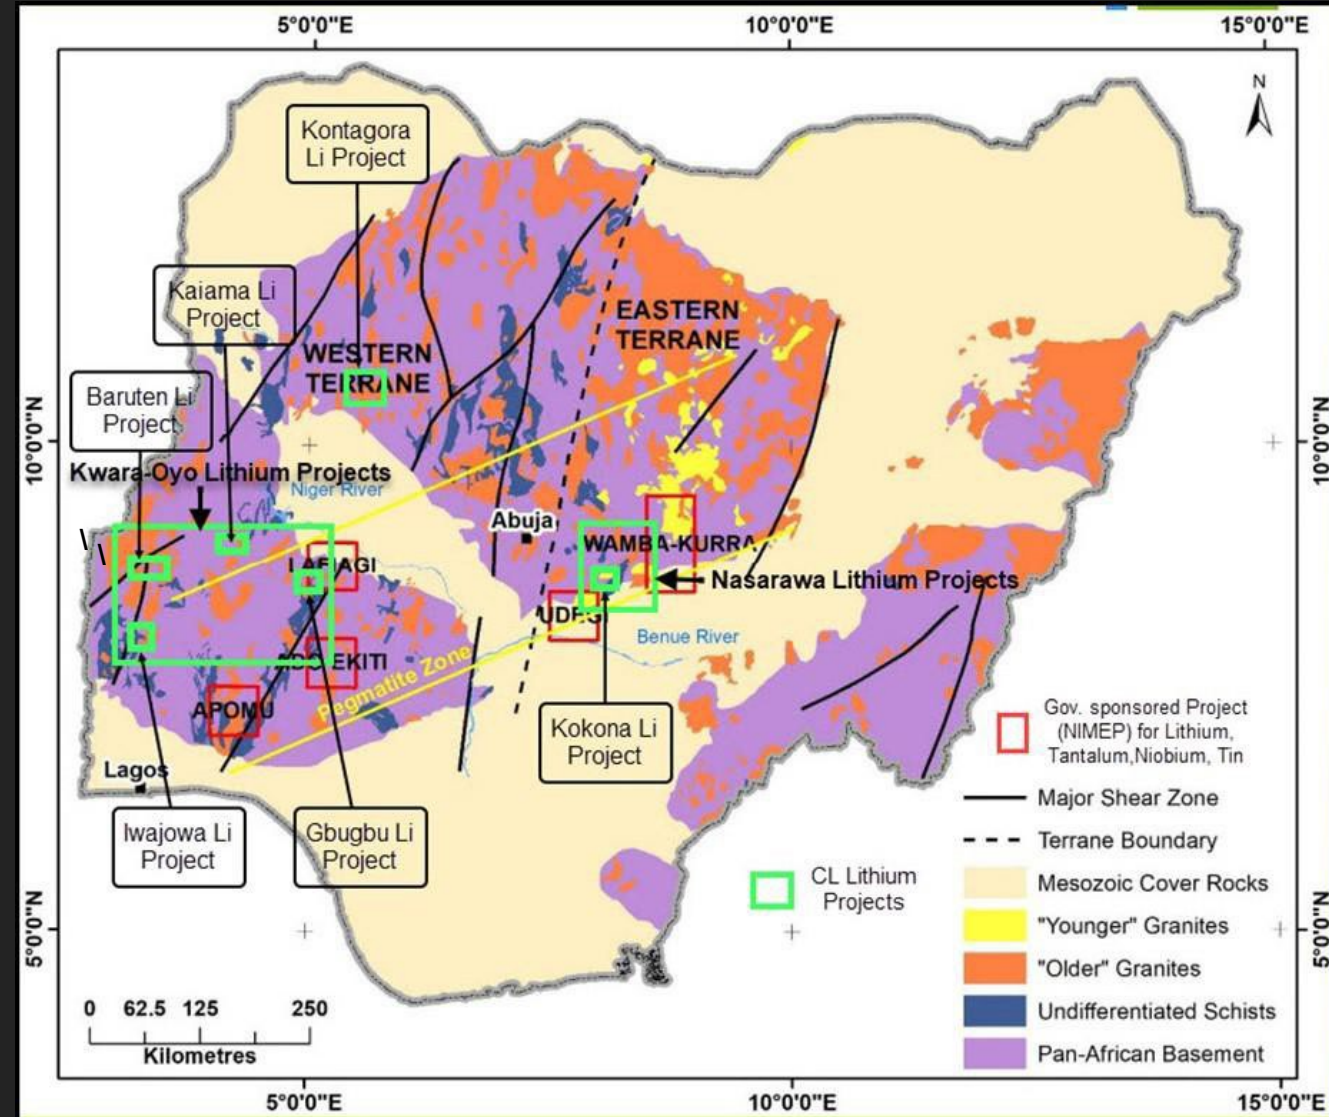 5°0'0"E
10°0'0"E
15°0'0"E
N
Kontagora
Li Project
Kaiama Li
Project
EASTERN
TERRANE
WESTERN
TERRANE
Baruten Li
Project
10°0'0"N
10°0'0"N
Kwara-Oyo Lithium Projects
Niger River
Abuja
WAMBA-KURRA
LAFIAGI
Nasarawa Lithium Projects
UDEGI
Benue River
ADO EKITI
Pegmatite Zone
APOMU
Kokona Li
Project
Lagos
Iwajowa Li
Project
Gbugbu Li
Project
Gov. sponsored Project
(NIMEP) for Lithium,
Tantalum,Niobium, Tin
Major Shear Zone
Terrane Boundary
CL Lithium
Projects
Mesozoic Cover Rocks
"Younger" Granites
"Older" Granites
Undifferentiated Schists
Pan-African Basement
5°0'0"N
5°0'0"N
0 62.5 125 250
Kilometres
5°0'0"E
10°0'0"E
15°0'0"E